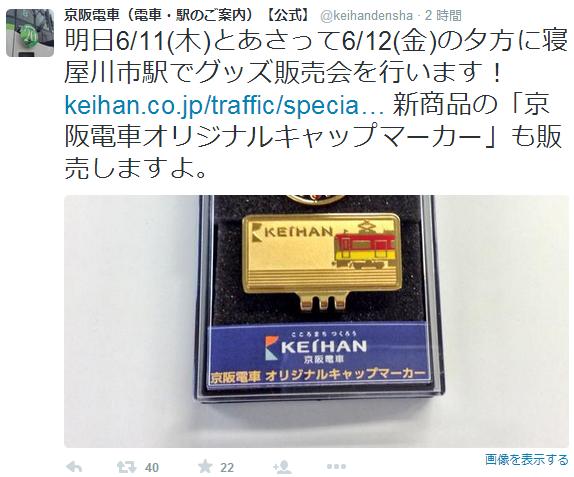 京阪電車（電車・駅のご案内）【公式】 @keihandensha · 2 時間
明日6/11(木)とあさって6/12(金)の夕方に寝
屋川市駅でグッズ販売会を行います！
keihan.co.jp/traffic/specia… 新商品の「京
阪電車オリジナルキャップマーカー」も販
売しますよ。
KEIHAN
こころまち つくろう
KEIHAN
京阪電車
京阪電車 オリジナルキャップマーカー
40
22
画像を表示する